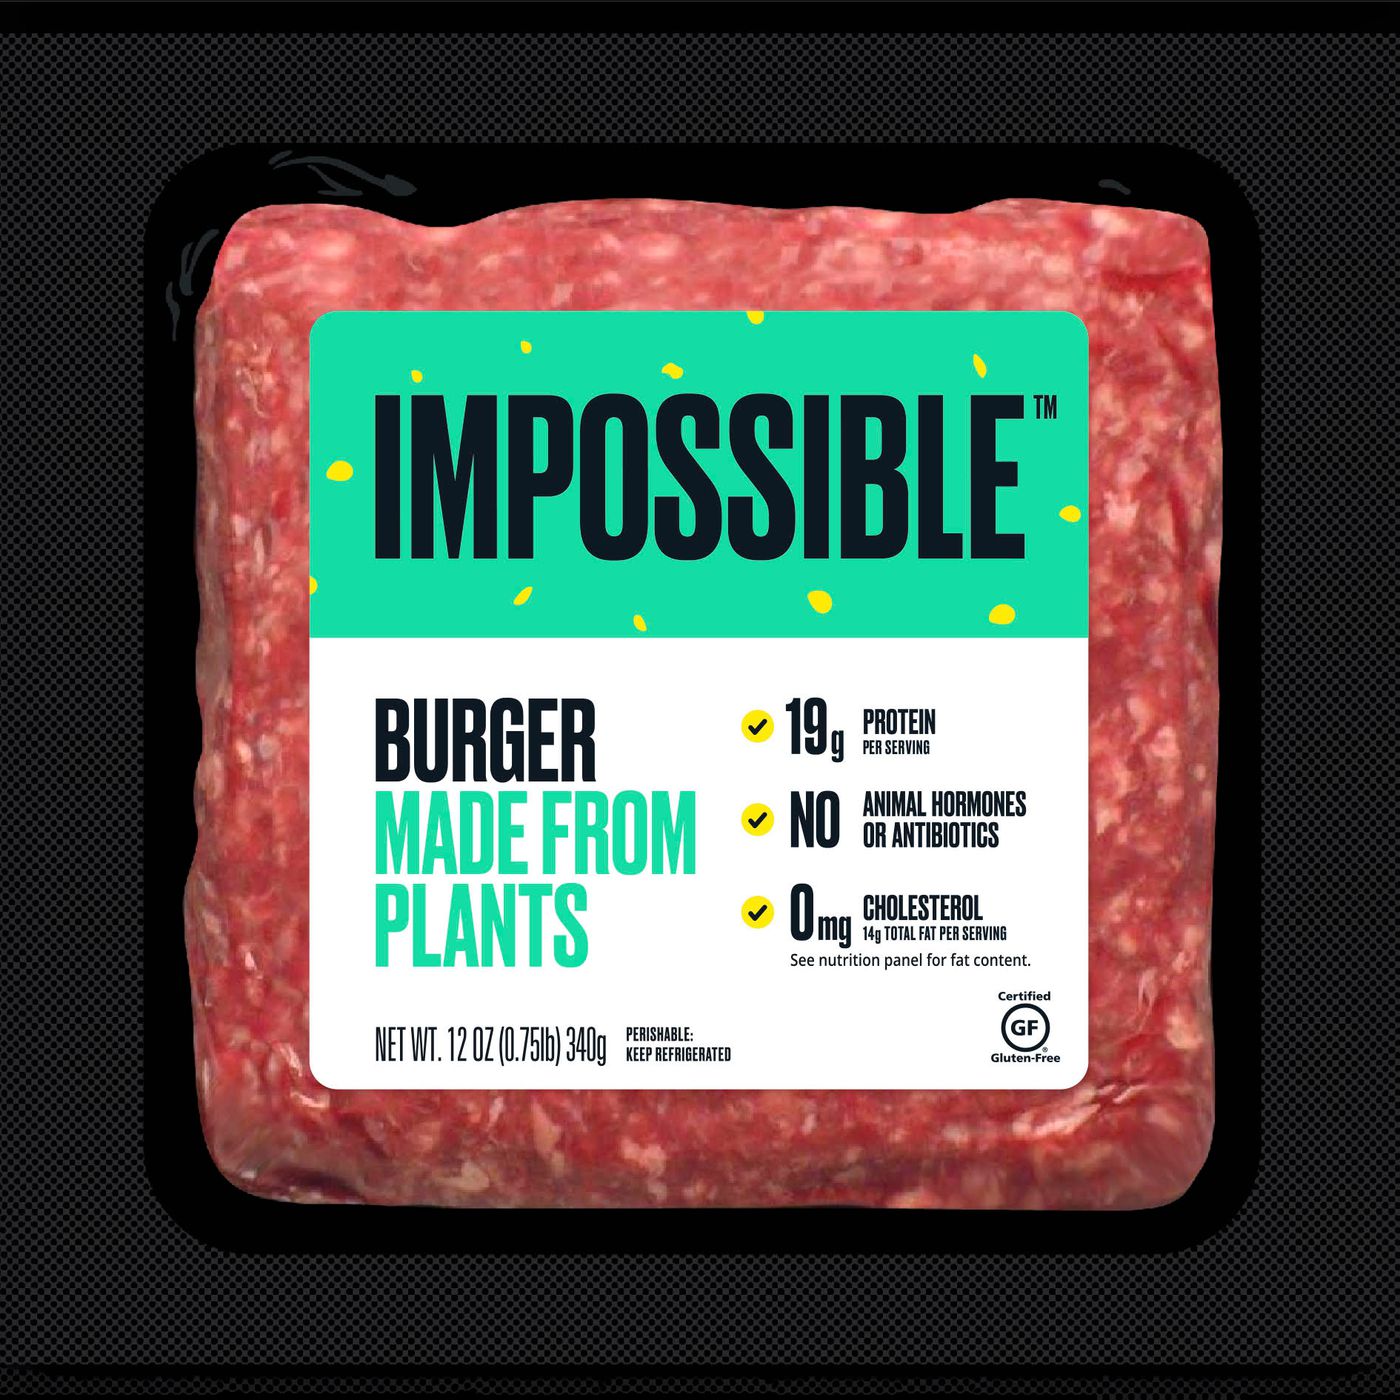 IMPOSSIBLE™
BURGER
MADE FROM
PLANTS
19g PROTEIN
PER SERVING
NO ANIMAL HORMONES
OR ANTIBIOTICS
0mg CHOLESTEROL
14g TOTAL FAT PER SERVING
See nutrition panel for fat content.
NET WT. 12 OZ (0.75lb) 340g
PERISHABLE:
KEEP REFRIGERATED
Certified
GF®
Gluten-Free